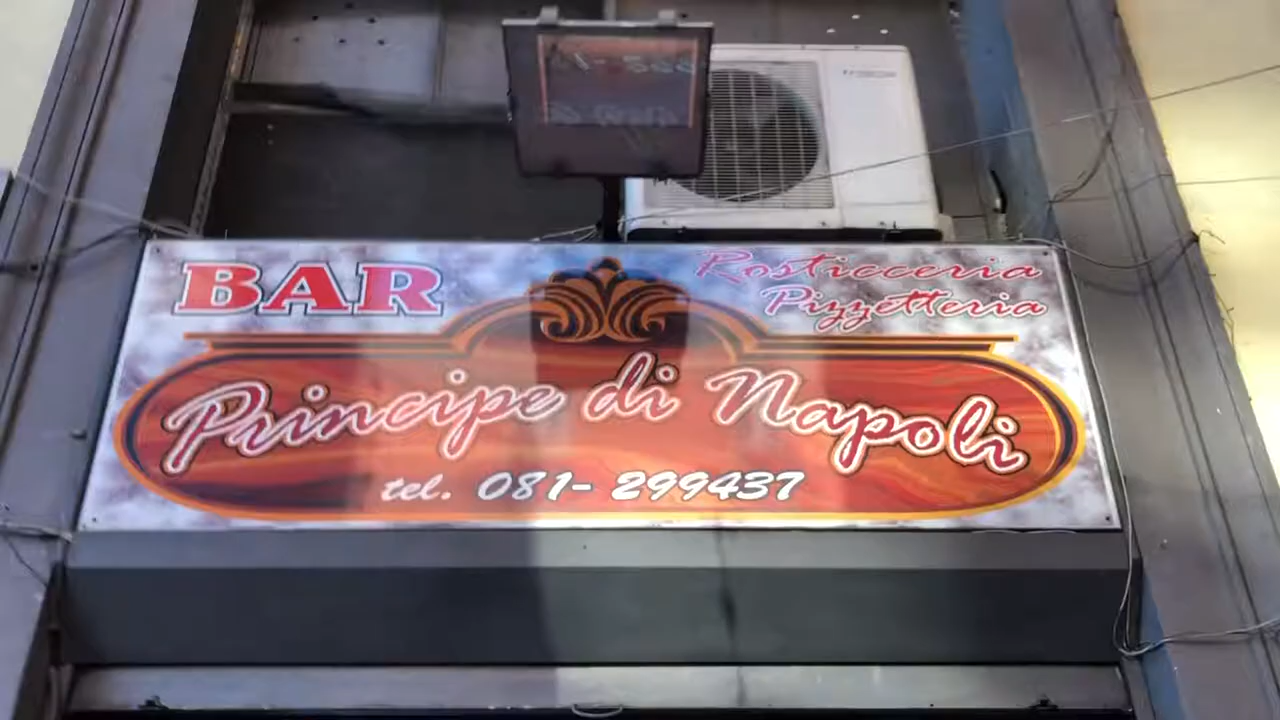 BAR
Rosticceria
Pizzetteria
Principe di Napoli
tel. 081- 299437